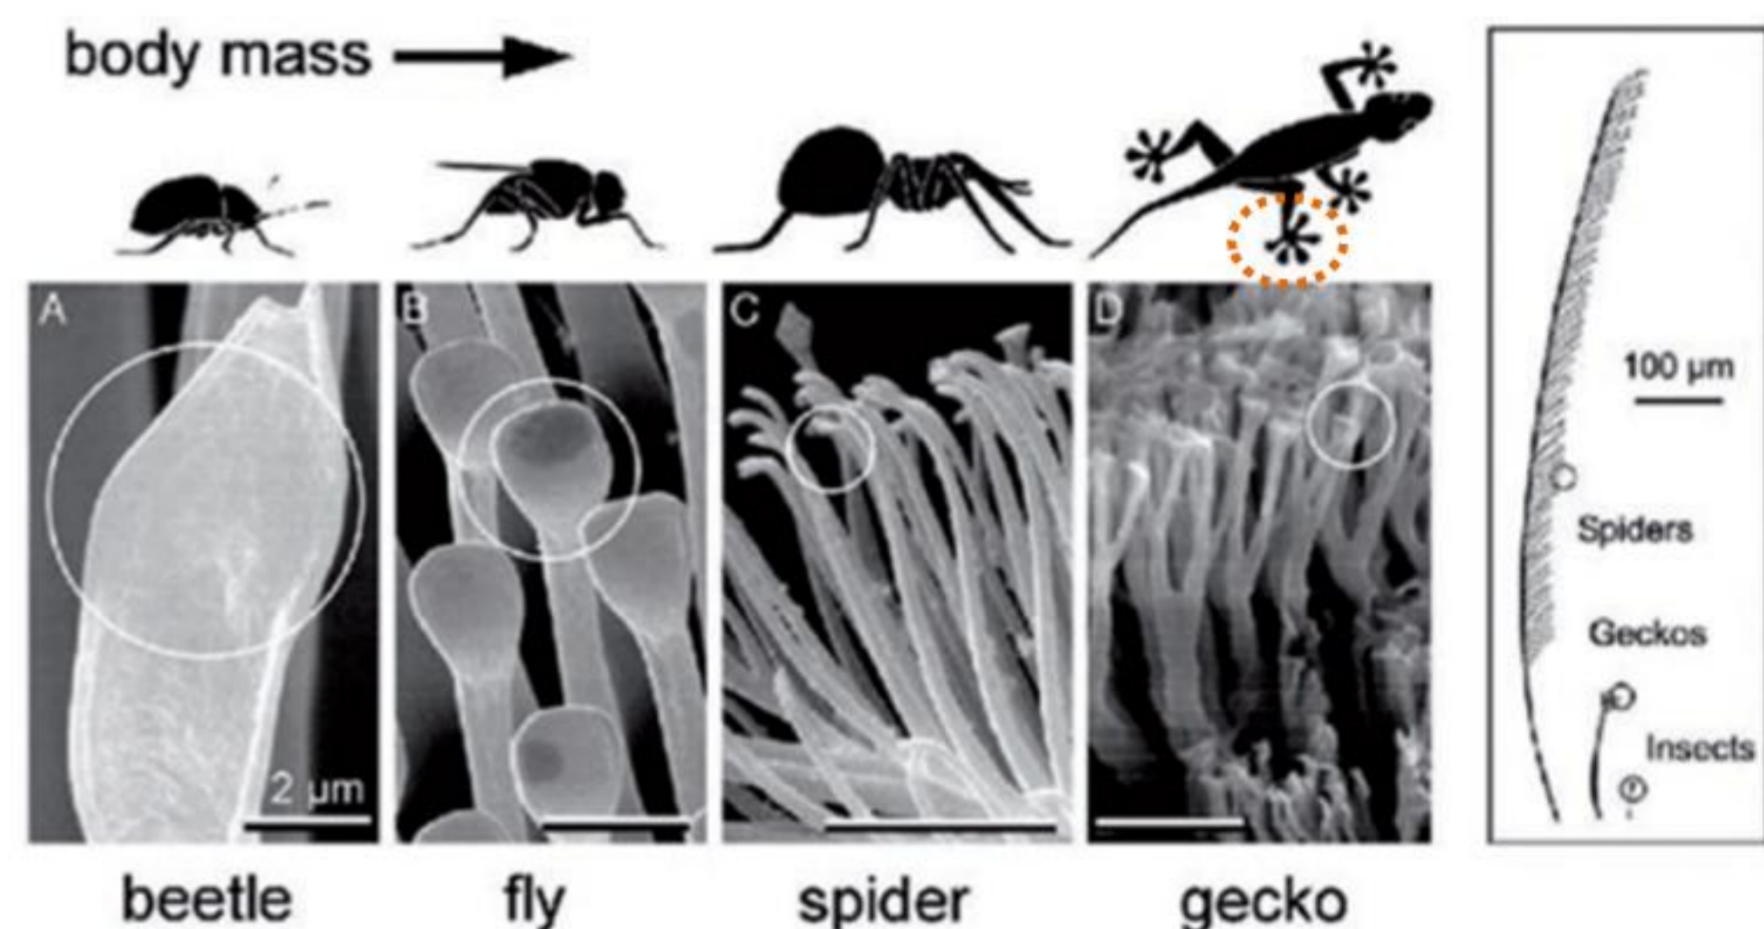 body mass
A
B
C
D
2 µm
beetle
fly
spider
gecko
100 µm
Spiders
Geckos
Insects